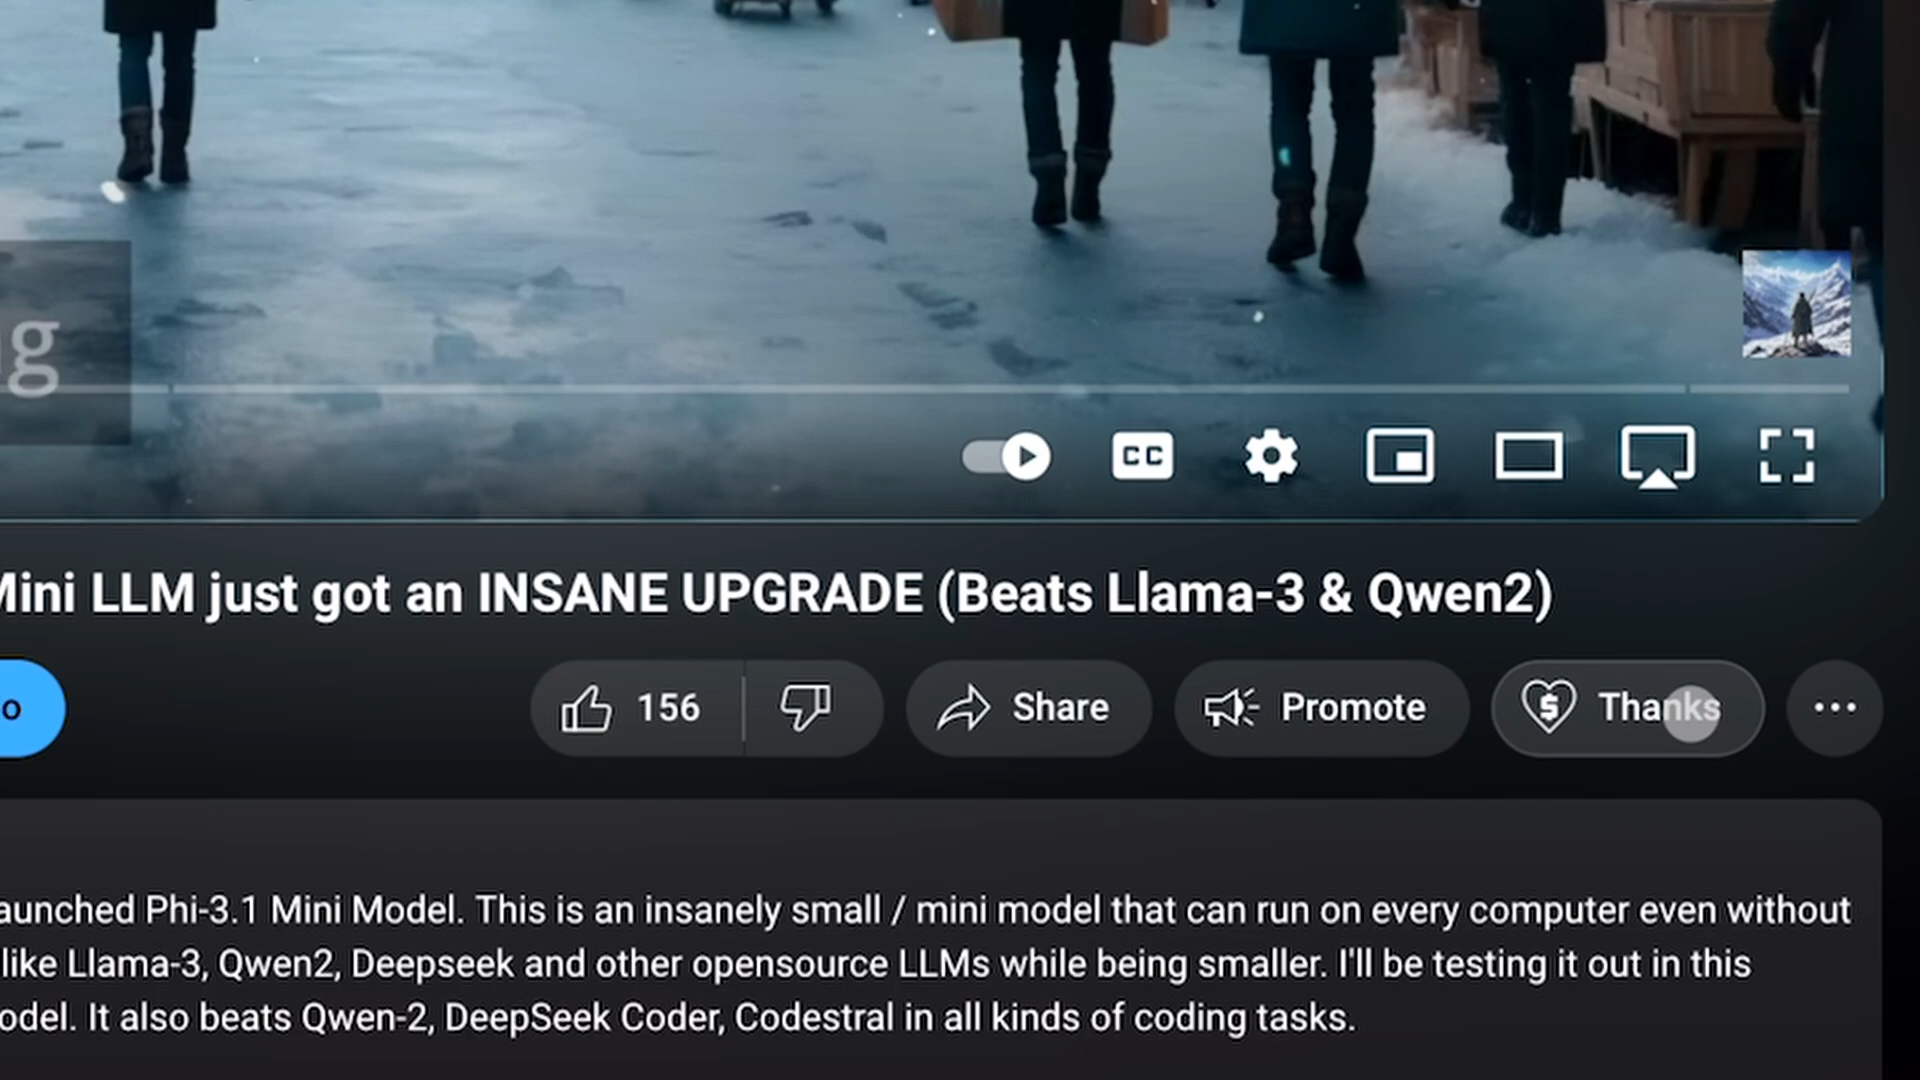 g
CC
Mini LLM just got an INSANE UPGRADE (Beats Llama-3 & Qwen2)
o
156
Share
Promote
Thanks
aunched Phi-3.1 Mini Model. This is an insanely small / mini model that can run on every computer even without
like Llama-3, Qwen2, Deepseek and other opensource LLMs while being smaller. I'll be testing it out in this
odel. It also beats Qwen-2, DeepSeek Coder, Codestral in all kinds of coding tasks.